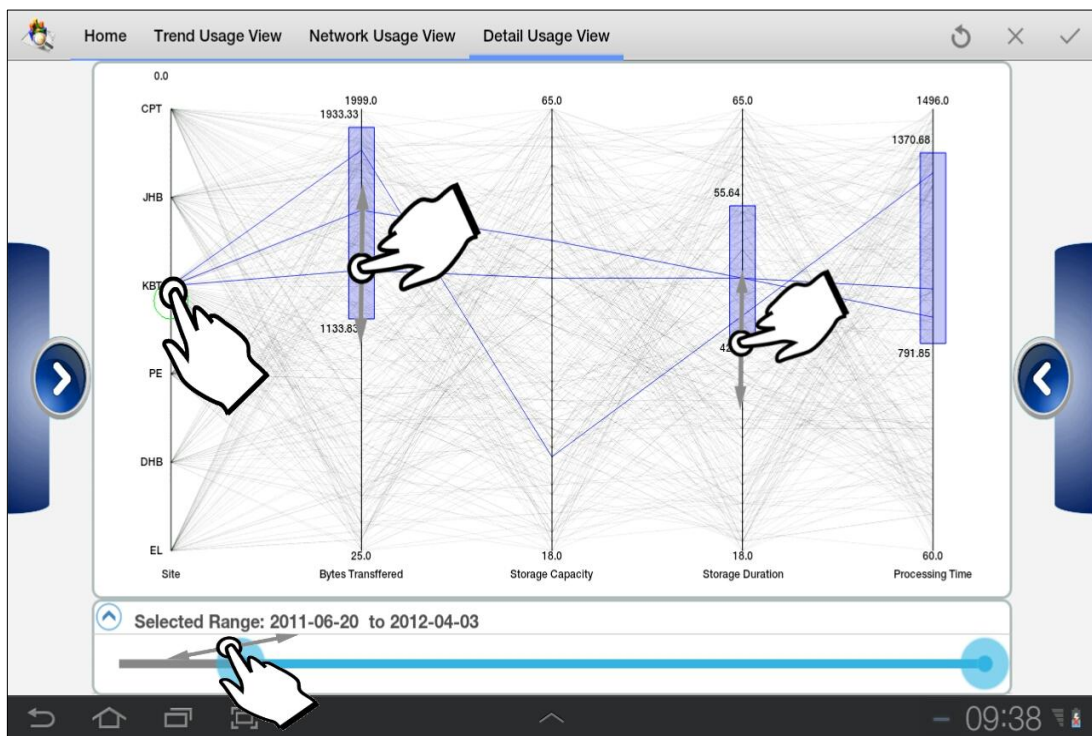 Home Trend Usage View Network Usage View Detail Usage View
0.0
CPT 1999.0 65.0 65.0 1496.0
1933.33
1370.68
JHB 55.64
KBT
1133.83
42
791.85
PE
DHB
EL
25.0 18.0 18.0 60.0
Site Bytes Transffered Storage Capacity Storage Duration Processing Time
Selected Range: 2011-06-20 to 2012-04-03
09:38